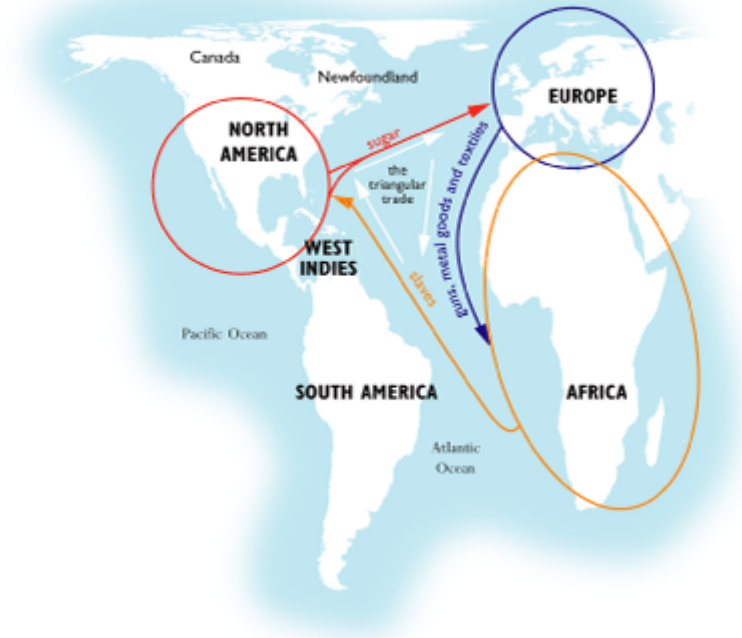 Canada
Newfoundland
EUROPE
NORTH
AMERICA
sugar
the
triangular
trade
guns, metal goods and textiles
WEST
INDIES
slaves
Pacific Ocean
SOUTH AMERICA
AFRICA
Atlantic
Ocean